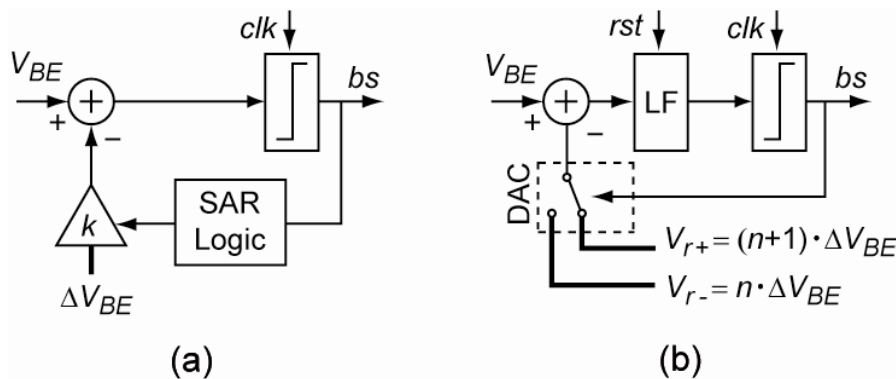 clk
V_BE
+
+
−
bs
k
SAR
Logic
ΔV_BE
(a)
rst
clk
V_BE
+
+
−
LF
bs
DAC
V_r+ = (n+1)·ΔV_BE
V_r- = n·ΔV_BE
(b)